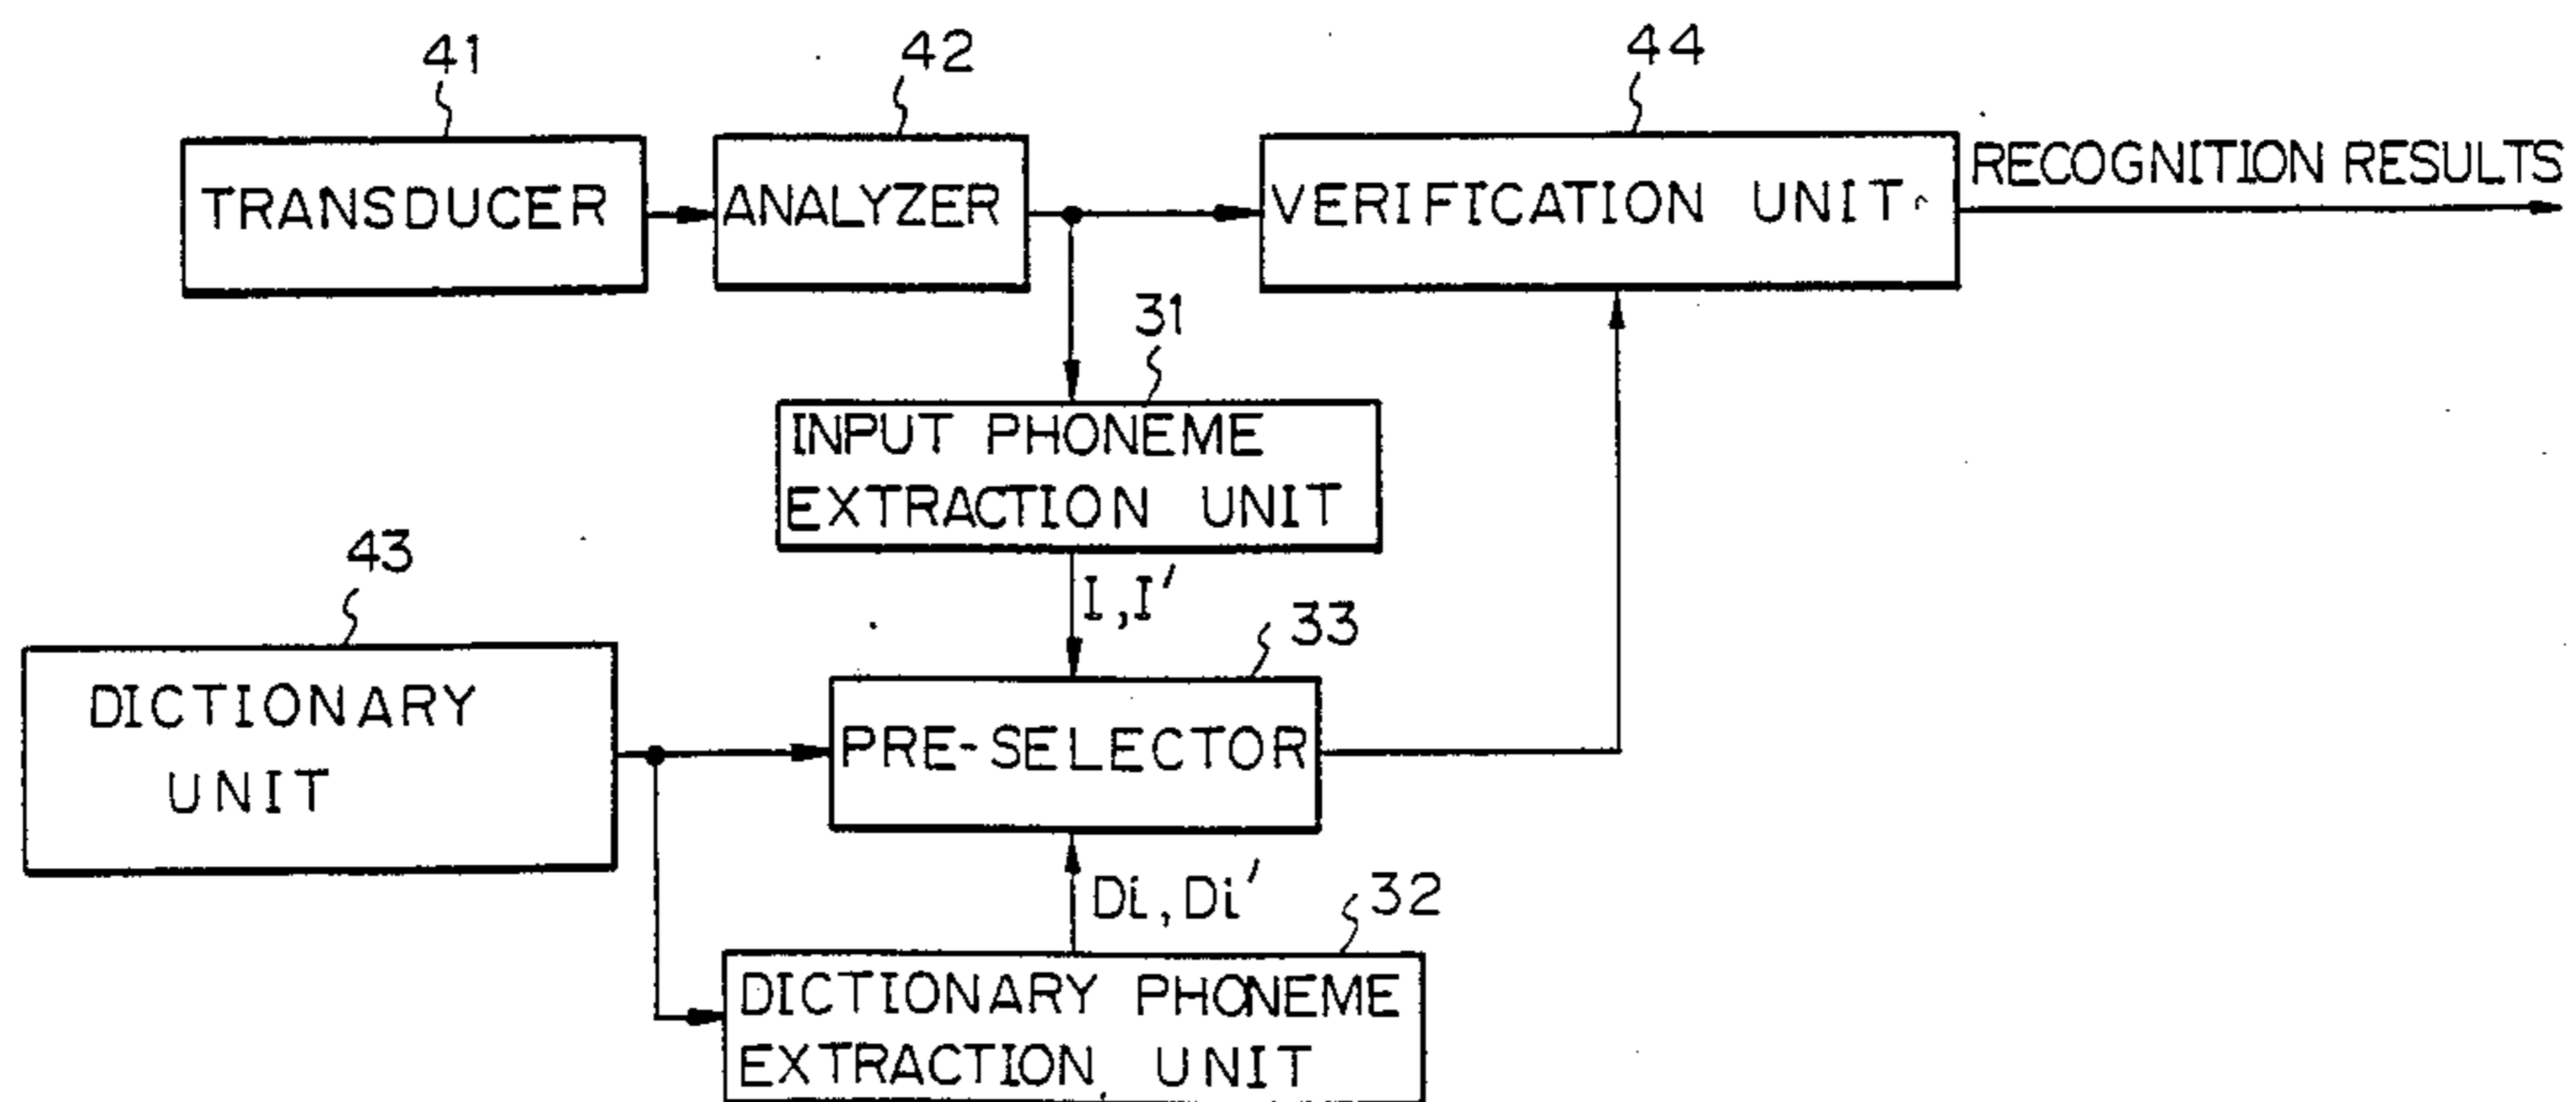 41
42
44
TRANSDUCER
ANALYZER
VERIFICATION UNIT
RECOGNITION RESULTS
31
INPUT PHONEME
EXTRACTION UNIT
I, I'
43
33
DICTIONARY
UNIT
PRE-SELECTOR
Di, Di'
32
DICTIONARY PHONEME
EXTRACTION UNIT